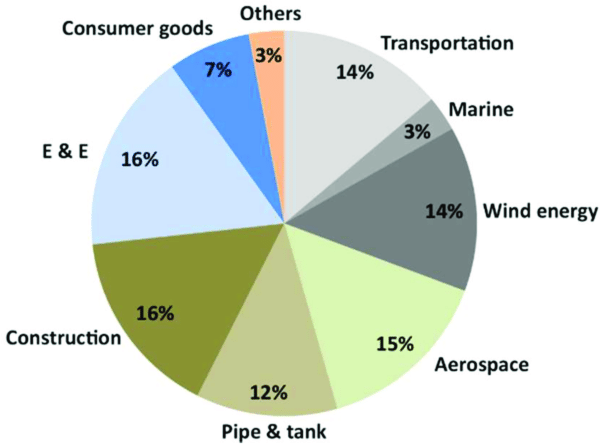 Others
Consumer goods
3%
7%
Transportation
14%
Marine
3%
E & E
16%
14%
Wind energy
Construction
16%
15%
Aerospace
12%
Pipe & tank